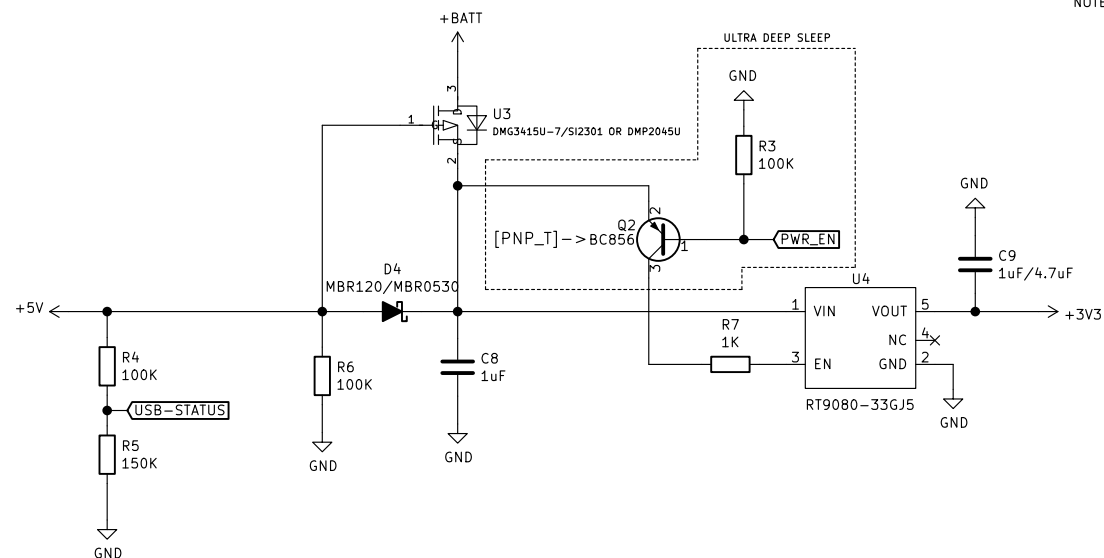 NOTE
+BATT
ULTRA DEEP SLEEP
GND
3
U3
1
G
DMG3415U-7/SI2301 OR DMP2045U
2
R3
100K
GND
Q2
2
[PNP_T]->BC856
1
PWR_EN
3
C9
1uF/4.7uF
D4
MBR120/MBR0530
U4
+5V
1
VIN
VOUT
5
+3V3
R7
1K
NC
4
R4
100K
R6
100K
C8
1uF
3
EN
GND
2
RT9080-33GJ5
USB-STATUS
GND
R5
150K
GND
GND
GND